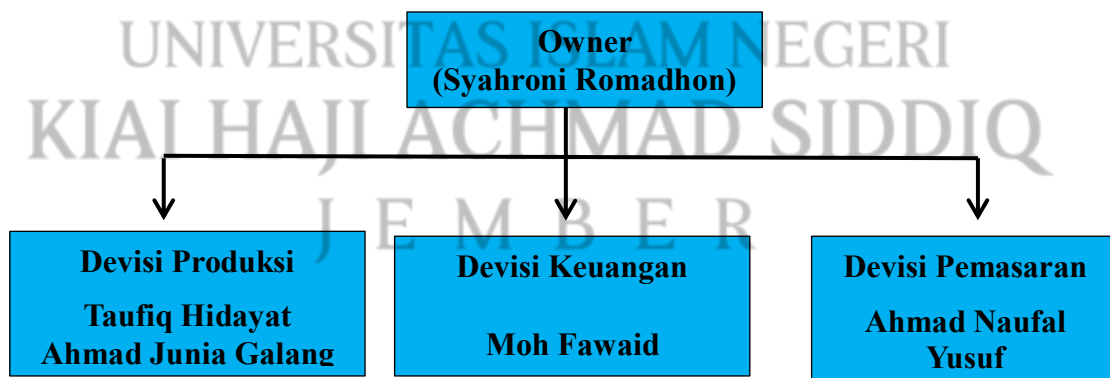 UNIVERSITAS ISLAM NEGERI
KIAI HAJI ACHMAD SIDDIQ
JEMBER
Owner
(Syahroni Romadhon)
Devisi Produksi
Taufiq Hidayat
Ahmad Junia Galang
Devisi Keuangan
Moh Fawaid
Devisi Pemasaran
Ahmad Naufal
Yusuf